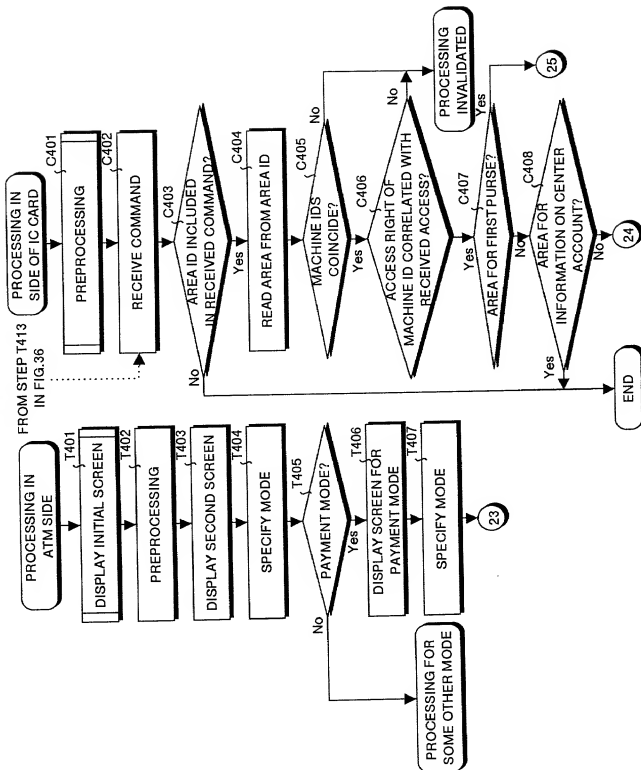 PROCESSING IN
ATM SIDE
T401
DISPLAY INITIAL SCREEN
T402
PREPROCESSING
T403
DISPLAY SECOND SCREEN
T404
SPECIFY MODE
T405
PAYMENT MODE?
No
Yes
PROCESSING FOR
SOME OTHER MODE
T406
DISPLAY SCREEN FOR
PAYMENT MODE
T407
SPECIFY MODE
23
PROCESSING IN
SIDE OF IC CARD
C401
PREPROCESSING
FROM STEP T413
IN FIG.36
C402
RECEIVE COMMAND
C403
AREA ID INCLUDED
IN RECEIVED COMMAND?
No
Yes
C404
READ AREA FROM AREA ID
C405
MACHINE IDS
COINCIDE?
No
Yes
C406
ACCESS RIGHT OF
MACHINE ID CORRELATED WITH
RECEIVED ACCESS?
No
Yes
PROCESSING
INVALIDATED
C407
AREA FOR FIRST PURSE?
Yes
No
25
C408
AREA FOR
INFORMATION ON CENTER
ACCOUNT?
Yes
No
END
24